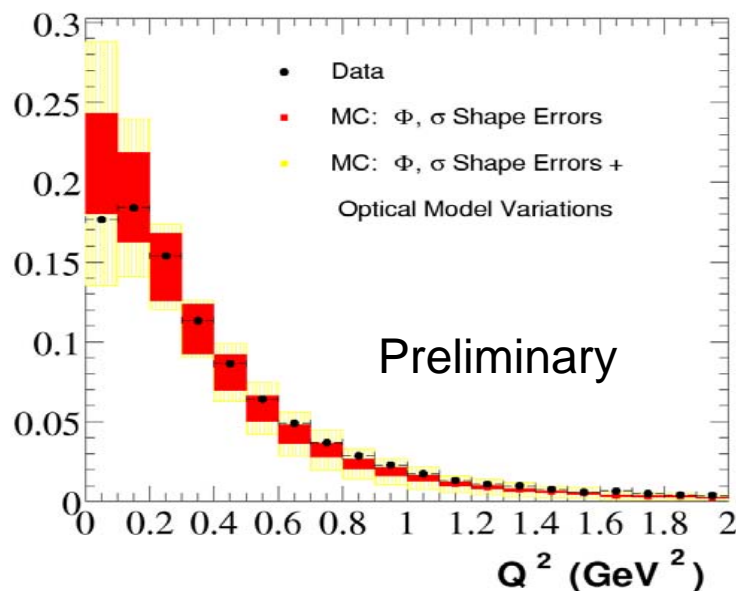 0.3
0.25
0.2
0.15
0.1
0.05
0
Data
MC: Φ, σ Shape Errors
MC: Φ, σ Shape Errors +
Optical Model Variations
Preliminary
0 0.2 0.4 0.6 0.8 1 1.2 1.4 1.6 1.8 2
Q² (GeV²)